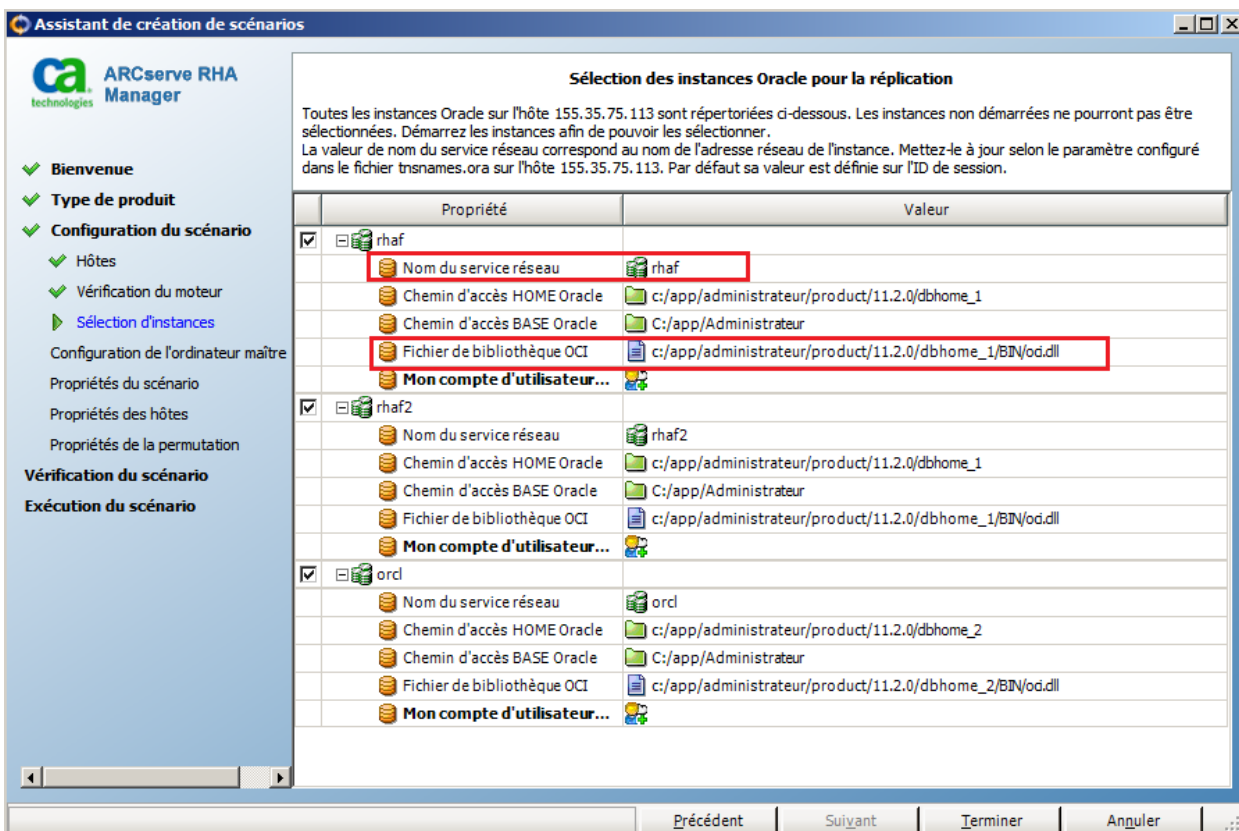 Assistant de création de scénarios
ca
technologies
ARCserve RHA
Manager
Bienvenue
Type de produit
Configuration du scénario
Hôtes
Vérification du moteur
Sélection d'instances
Configuration de l'ordinateur maître
Propriétés du scénario
Propriétés des hôtes
Propriétés de la permutation
Vérification du scénario
Exécution du scénario
Sélection des instances Oracle pour la réplication
Toutes les instances Oracle sur l'hôte 155.35.75.113 sont répertoriées ci-dessous. Les instances non démarrées ne pourront pas être
sélectionnées. Démarrez les instances afin de pouvoir les sélectionner.
La valeur de nom du service réseau correspond au nom de l'adresse réseau de l'instance. Mettez-le à jour selon le paramètre configuré
dans le fichier tnsnames.ora sur l'hôte 155.35.75.113. Par défaut sa valeur est définie sur l'ID de session.
Propriété Valeur
rhaf
Nom du service réseau rhaf
Chemin d'accès HOME Oracle c:/app/administrateur/product/11.2.0/dbhome_1
Chemin d'accès BASE Oracle C:/app/Administrateur
Fichier de bibliothèque OCI c:/app/administrateur/product/11.2.0/dbhome_1/BIN/oci.dll
Mon compte d'utilisateur...
rhaf2
Nom du service réseau rhaf2
Chemin d'accès HOME Oracle c:/app/administrateur/product/11.2.0/dbhome_1
Chemin d'accès BASE Oracle C:/app/Administrateur
Fichier de bibliothèque OCI c:/app/administrateur/product/11.2.0/dbhome_1/BIN/oci.dll
Mon compte d'utilisateur...
orcl
Nom du service réseau orcl
Chemin d'accès HOME Oracle c:/app/administrateur/product/11.2.0/dbhome_2
Chemin d'accès BASE Oracle C:/app/Administrateur
Fichier de bibliothèque OCI c:/app/administrateur/product/11.2.0/dbhome_2/BIN/oci.dll
Mon compte d'utilisateur...
Précédent Suivant Terminer Annuler